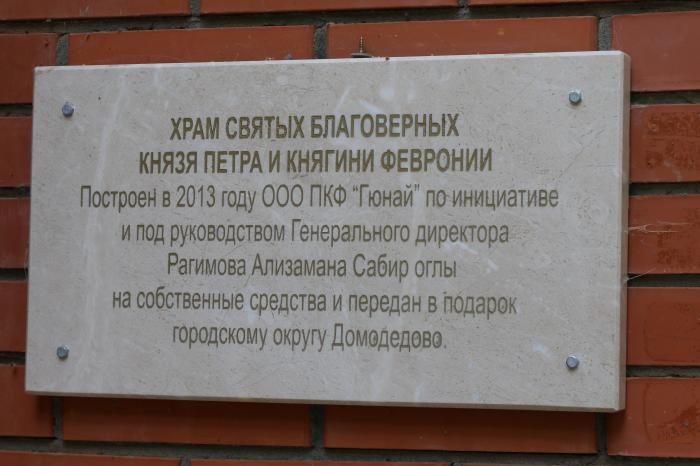 ХРАМ СВЯТЫХ БЛАГОВЕРНЫХ
КНЯЗЯ ПЕТРА И КНЯГИНИ ФЕВРОНИИ
Построен в 2013 году ООО ПКФ “Гюнай” по инициативе
и под руководством Генерального директора
Рагимова Ализамана Сабир оглы
на собственные средства и передан в подарок
городскому округу Домодедово.